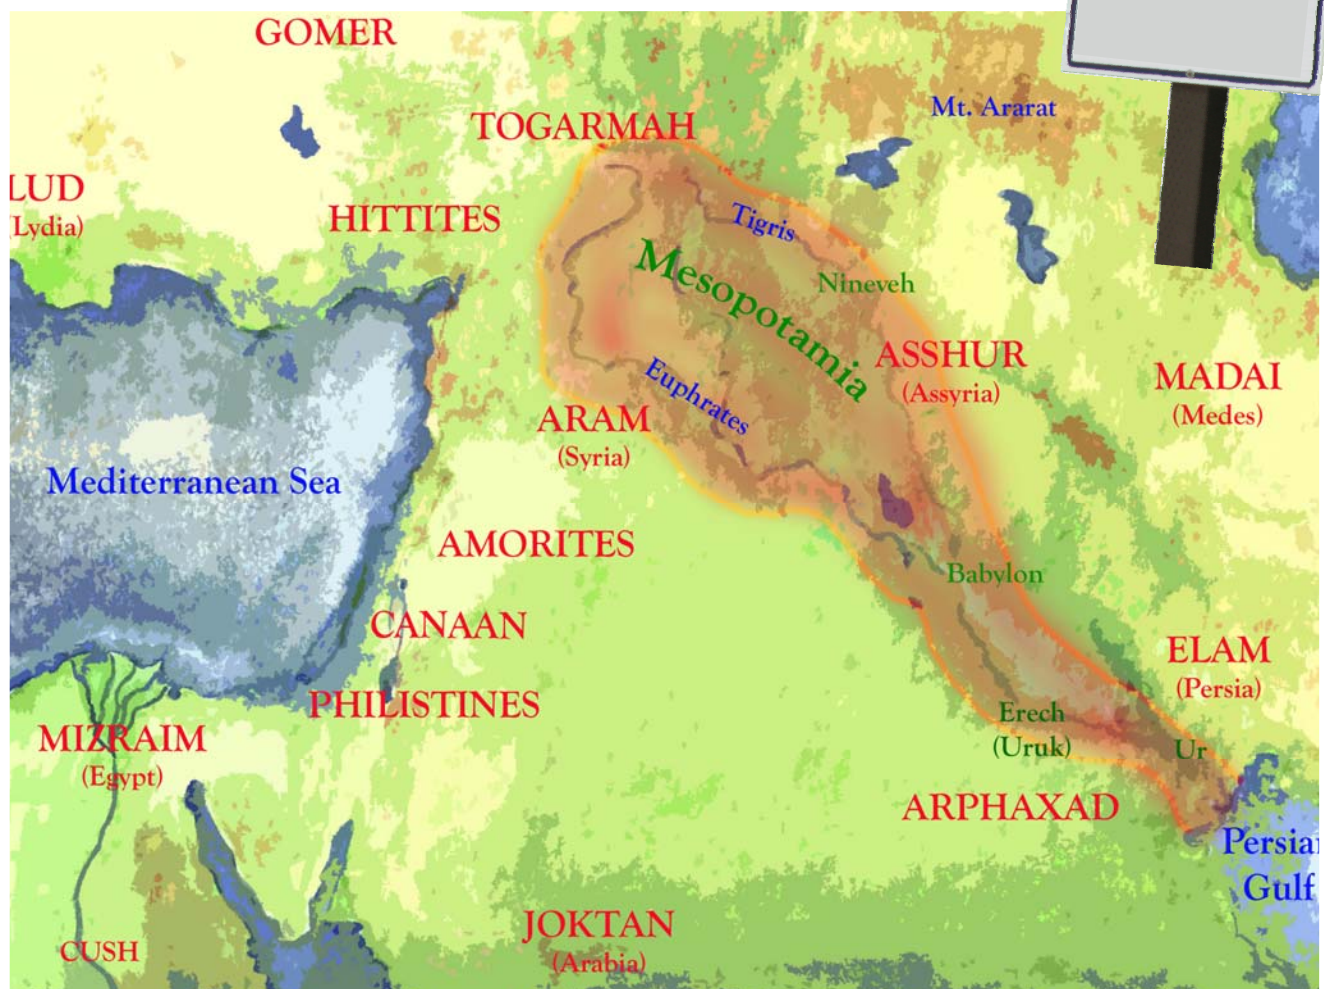 GOMER
Mt. Ararat
TOGARMAH
LUD
(Lydia)
HITTITES
Tigris
Nineveh
Mesopotamia
ASSHUR
(Assyria)
MADAI
(Medes)
Euphrates
ARAM
(Syria)
Mediterranean Sea
AMORITES
Babylon
CANAAN
ELAM
(Persia)
PHILISTINES
Erech
(Uruk)
Ur
MIZRAIM
(Egypt)
ARPHAXAD
Persian
Gulf
JOKTAN
(Arabia)
CUSH